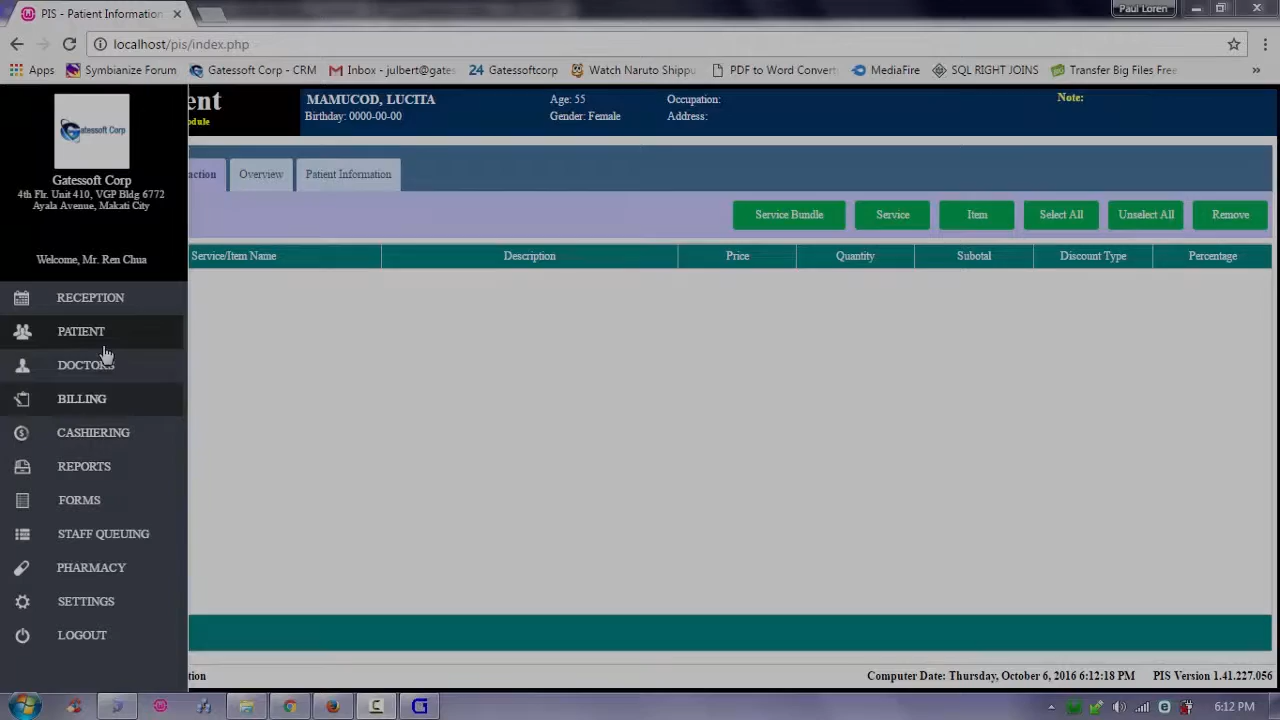 Paul Loren
PIS - Patient Information
localhost/pis/index.php
Apps
Symbianize Forum
Gatessoft Corp - CRM
Inbox - julbert@gates
24 Gatessoftcorp
Watch Naruto Shippu
PDF to Word Convert
MediaFire
SQL RIGHT JOINS
Transfer Big Files Free
»
Gatessoft Corp
Gatessoft Corp
4th Flr. Unit 410, VGP Bldg 6772
Ayala Avenue, Makati City
Welcome, Mr. Ren Chua
RECEPTION
PATIENT
DOCTORS
BILLING
CASHIERING
REPORTS
FORMS
STAFF QUEUING
PHARMACY
SETTINGS
LOGOUT
ent
dule
MAMUCOD, LUCITA
Birthday: 0000-00-00
Age: 55
Gender: Female
Occupation:
Address:
Note:
action
Overview
Patient Information
Service Bundle
Service
Item
Select All
Unselect All
Remove
Service/Item Name
Description
Price
Quantity
Subotal
Discount Type
Percentage
tion
Computer Date: Thursday, October 6, 2016 6:12:18 PM
PIS Version 1.41.227.056
6:12 PM